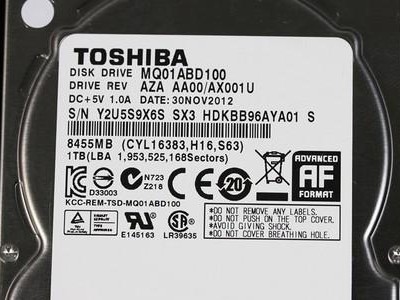 TOSHIBA
DISK DRIVE MQ01ABD100
DRIVE REV AZA AA00/AX001U
DC+5V 1.0A DATE: 30NOV2012
S/N Y2U5S9X6S SX3 HDKBB96AYA01 S
8455MB (CYL16383,H16,S63)
1TB(LBA 1,953,525,168Sectors)
D33003
N723
Z218
20
ADVANCED
AF
FORMAT
KCC-REM-TSD-MQ01ABD100
E145163
LR39635
*DO NOT REMOVE ANY LABELS.
*DO NOT PUSH ON THE TOP COVER.
*AVOID GIVING SHOCK.
*DO NOT COVER BREATHING HOLE.